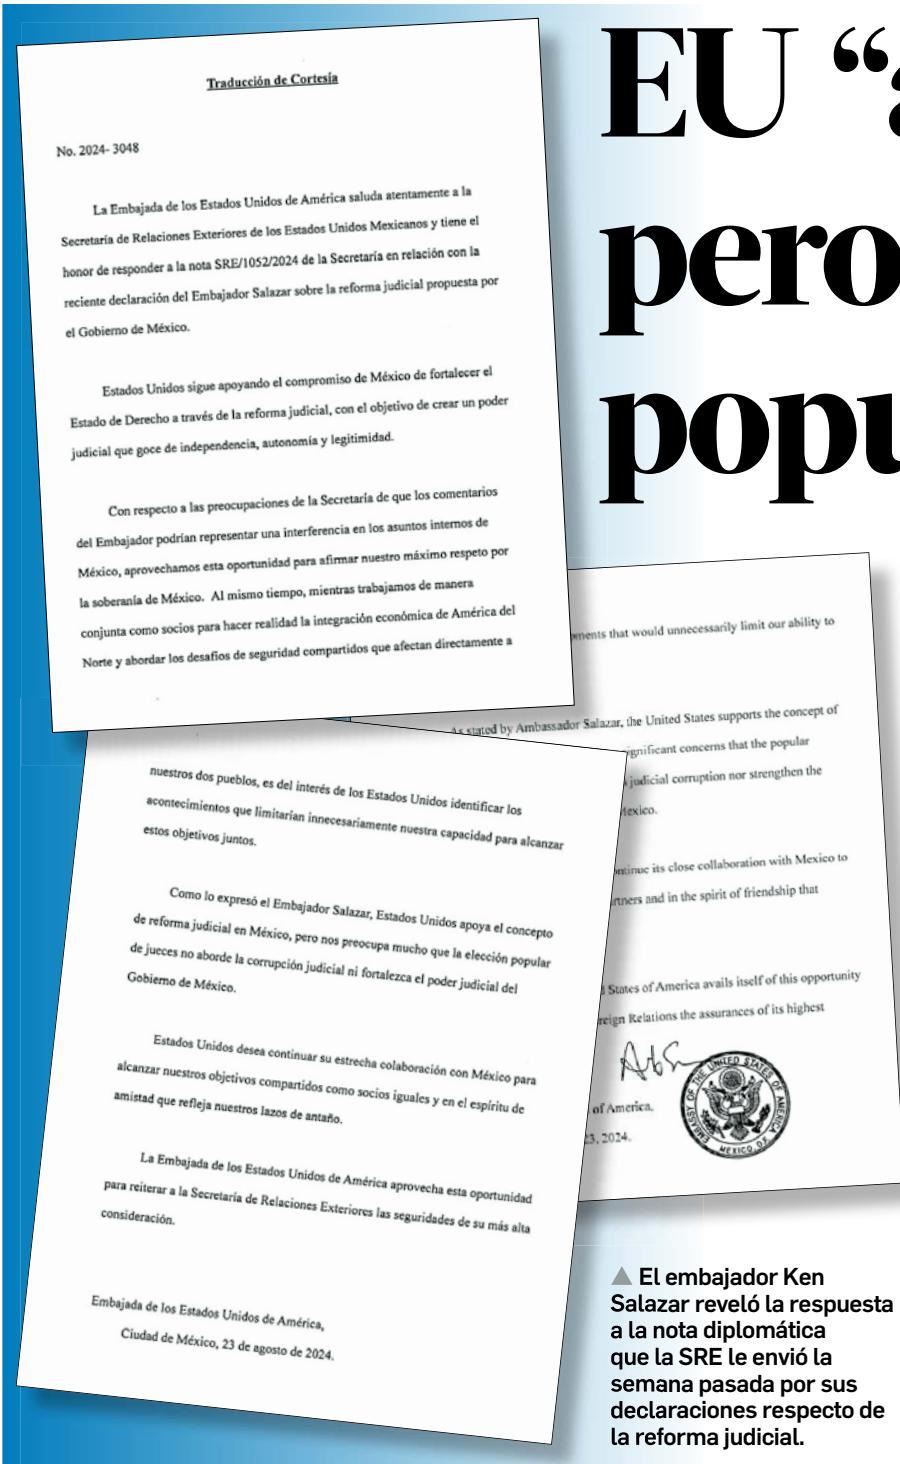 EU “
pero
popu
Traducción de Cortesía
No. 2024- 3048
La Embajada de los Estados Unidos de América saluda atentamente a la
Secretaría de Relaciones Exteriores de los Estados Unidos Mexicanos y tiene el
honor de responder a la nota SRE/1052/2024 de la Secretaría en relación con la
reciente declaración del Embajador Salazar sobre la reforma judicial propuesta por
el Gobierno de México.
Estados Unidos sigue apoyando el compromiso de México de fortalecer el
Estado de Derecho a través de la reforma judicial, con el objetivo de crear un poder
judicial que goce de independencia, autonomía y legitimidad.
Con respecto a las preocupaciones de la Secretaría de que los comentarios
del Embajador podrían representar una interferencia en los asuntos internos de
México, aprovechamos esta oportunidad para afirmar nuestro máximo respeto por
la soberanía de México. Al mismo tiempo, mientras trabajamos de manera
conjunta como socios para hacer realidad la integración económica de América del
Norte y abordar los desafíos de seguridad compartidos que afectan directamente a
nuestros dos pueblos, es del interés de los Estados Unidos identificar los
acontecimientos que limitarían innecesariamente nuestra capacidad para alcanzar
estos objetivos juntos.
Como lo expresó el Embajador Salazar, Estados Unidos apoya el concepto
de reforma judicial en México, pero nos preocupa mucho que la elección popular
de jueces no aborde la corrupción judicial ni fortalezca el poder judicial del
Gobierno de México.
Estados Unidos desea continuar su estrecha colaboración con México para
alcanzar nuestros objetivos compartidos como socios iguales y en el espíritu de
amistad que refleja nuestros lazos de antaño.
La Embajada de los Estados Unidos de América aprovecha esta oportunidad
para reiterar a la Secretaría de Relaciones Exteriores las seguridades de su más alta
consideración.
Embajada de los Estados Unidos de América,
Ciudad de México, 23 de agosto de 2024.
ments that would unnecessarily limit our ability to
As stated by Ambassador Salazar, the United States supports the concept of
ignificant concerns that the popular
judicial corruption nor strengthen the
Mexico.
ntinue its close collaboration with Mexico to
rtners and in the spirit of friendship that
States of America avails itself of this opportunity
reign Relations the assurances of its highest
EMBASSY OF THE UNITED STATES OF AMERICA
MEXICO, D.F.
of America,
23, 2024.
▲ El embajador Ken
Salazar reveló la respuesta
a la nota diplomática
que la SRE le envió la
semana pasada por sus
declaraciones respecto de
la reforma judicial.